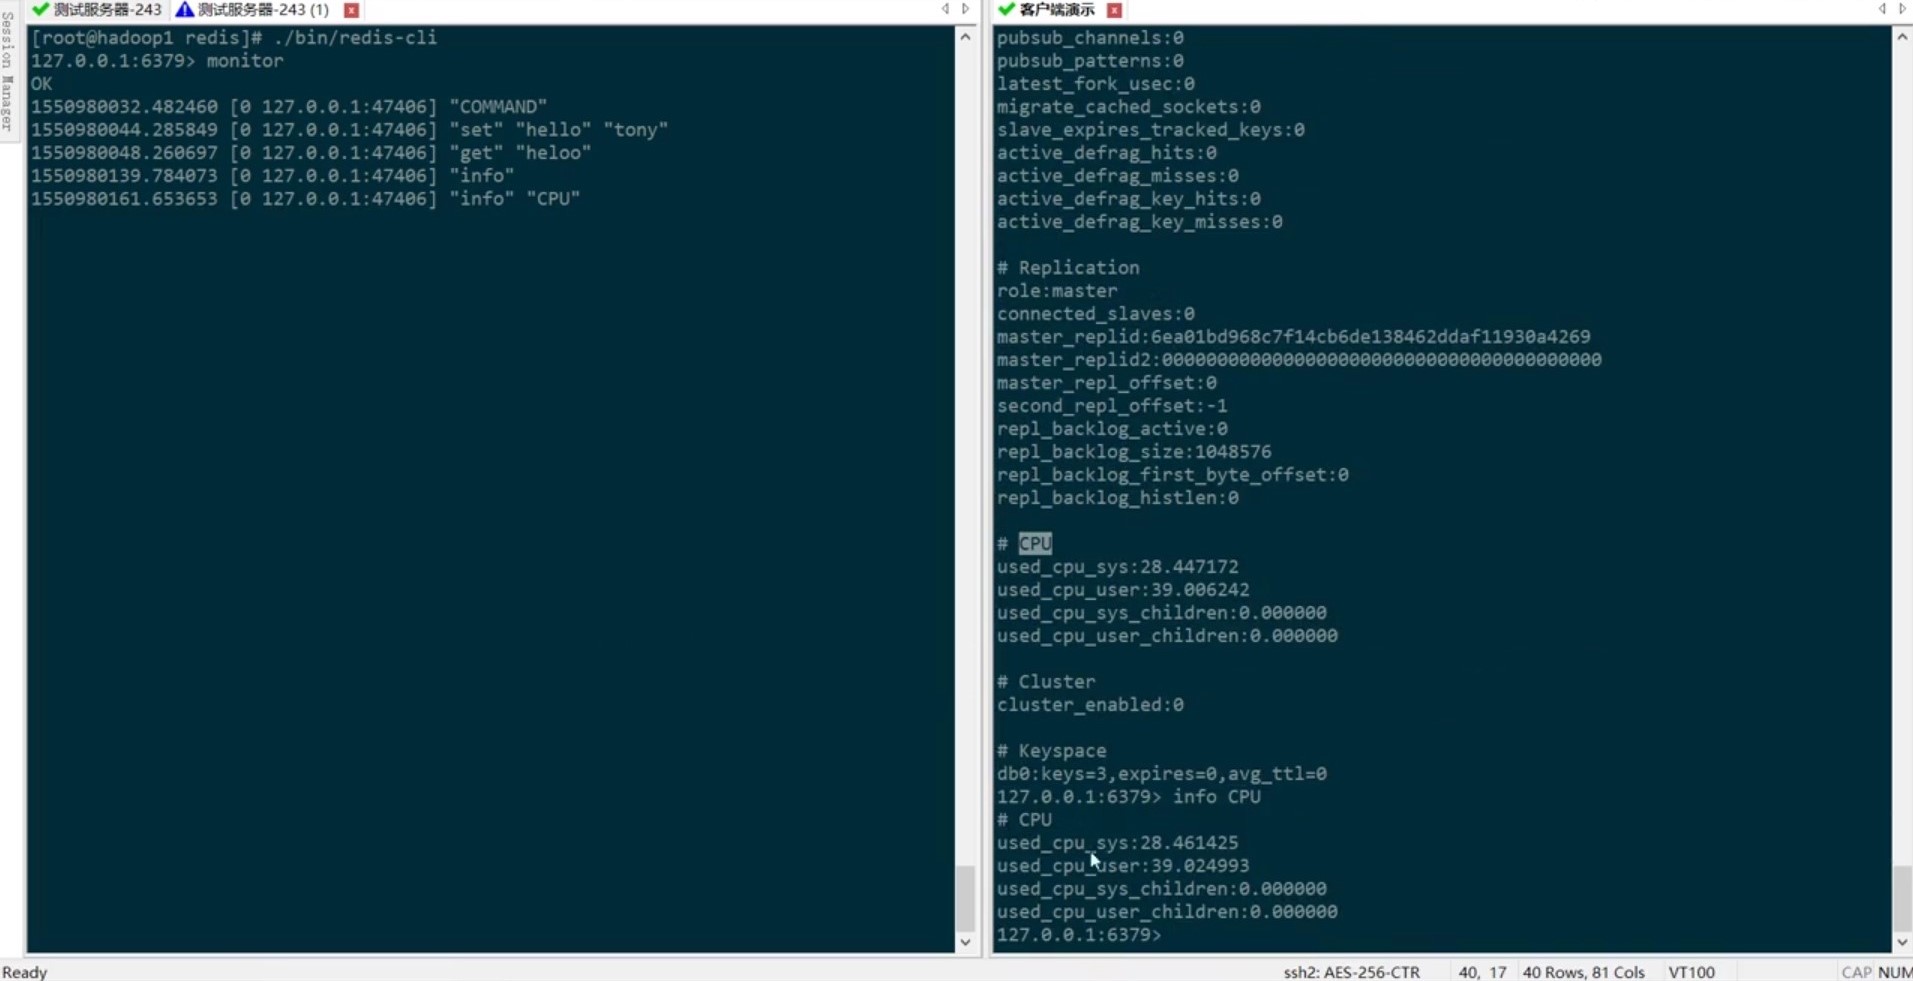 Session Manager
测试服务器-243
测试服务器-243 (1)
[root@hadoop1 redis]# ./bin/redis-cli
127.0.0.1:6379> monitor
OK
1550980032.482460 [0 127.0.0.1:47406] "COMMAND"
1550980044.285849 [0 127.0.0.1:47406] "set" "hello" "tony"
1550980048.260697 [0 127.0.0.1:47406] "get" "heloo"
1550980139.784073 [0 127.0.0.1:47406] "info"
1550980161.653653 [0 127.0.0.1:47406] "info" "CPU"
客户端演示
pubsub_channels:0
pubsub_patterns:0
latest_fork_usec:0
migrate_cached_sockets:0
slave_expires_tracked_keys:0
active_defrag_hits:0
active_defrag_misses:0
active_defrag_key_hits:0
active_defrag_key_misses:0
# Replication
role:master
connected_slaves:0
master_replid:6ea01bd968c7f14cb6de138462ddaf11930a4269
master_replid2:0000000000000000000000000000000000000000
master_repl_offset:0
second_repl_offset:-1
repl_backlog_active:0
repl_backlog_size:1048576
repl_backlog_first_byte_offset:0
repl_backlog_histlen:0
# CPU
used_cpu_sys:28.447172
used_cpu_user:39.006242
used_cpu_sys_children:0.000000
used_cpu_user_children:0.000000
# Cluster
cluster_enabled:0
# Keyspace
db0:keys=3,expires=0,avg_ttl=0
127.0.0.1:6379> info CPU
# CPU
used_cpu_sys:28.461425
used_cpu_user:39.024993
used_cpu_sys_children:0.000000
used_cpu_user_children:0.000000
127.0.0.1:6379>
Ready
ssh2: AES-256-CTR
40, 17
40 Rows, 81 Cols
VT100
CAP NUM